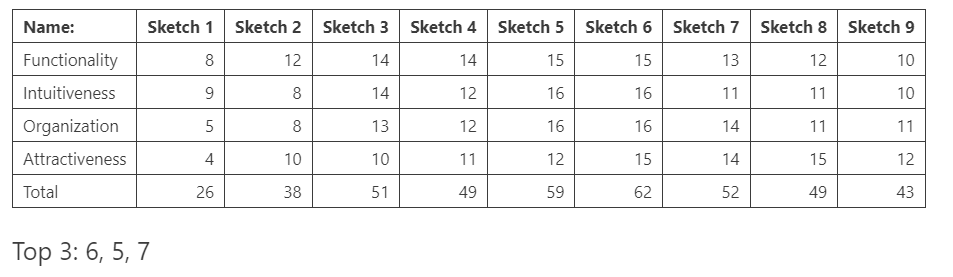 Name: Sketch 1 Sketch 2 Sketch 3 Sketch 4 Sketch 5 Sketch 6 Sketch 7 Sketch 8 Sketch 9
Functionality 8 12 14 14 15 15 13 12 10
Intuitiveness 9 8 14 12 16 16 11 11 10
Organization 5 8 13 12 16 16 14 11 11
Attractiveness 4 10 10 11 12 15 14 15 12
Total 26 38 51 49 59 62 52 49 43
Top 3: 6, 5, 7